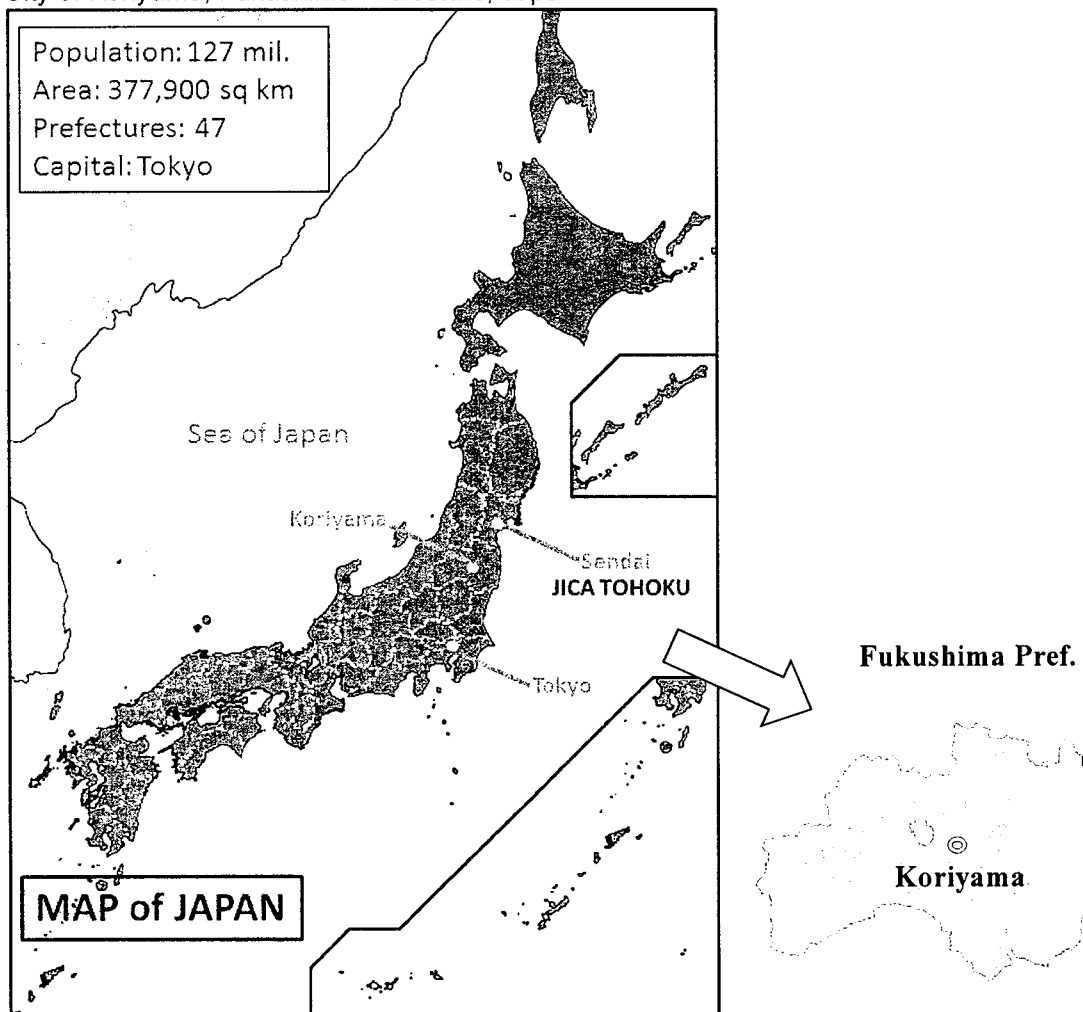 Population: 127 mil.
Area: 377,900 sq km
Prefectures: 47
Capital: Tokyo
Sea of Japan
Koriyama
Sendai
JICA TOHOKU
Tokyo
Fukushima Pref.
Koriyama
MAP of JAPAN